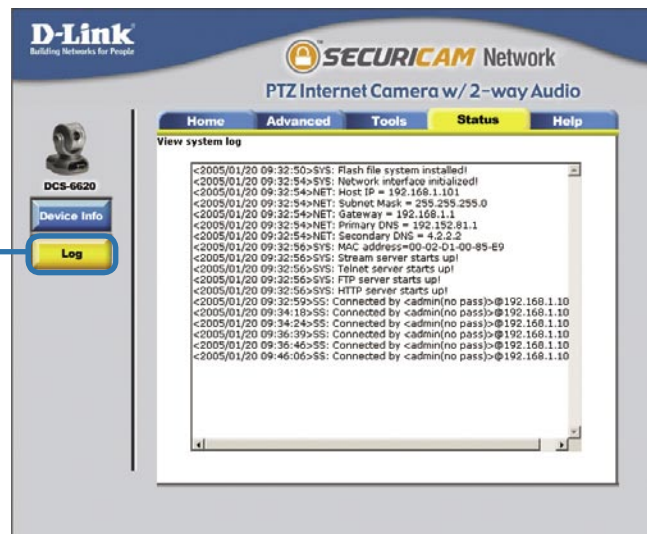 D-Link
Building Networks for People
SECURICAM Network
PTZ Internet Camera w/ 2-way Audio
Home Advanced Tools Status Help
DCS-6620
Device Info
Log
View system log
<2005/01/20 09:32:50>SYS: Flash file system installed!
<2005/01/20 09:32:54>SYS: Network interface initialized!
<2005/01/20 09:32:54>NET: Host IP = 192.168.1.101
<2005/01/20 09:32:54>NET: Subnet Mask = 255.255.255.0
<2005/01/20 09:32:54>NET: Gateway = 192.168.1.1
<2005/01/20 09:32:54>NET: Primary DNS = 192.152.81.1
<2005/01/20 09:32:54>NET: Secondary DNS = 4.2.2.2
<2005/01/20 09:32:56>SYS: MAC address=00-02-D1-00-85-E9
<2005/01/20 09:32:56>SYS: Stream server starts up!
<2005/01/20 09:32:56>SYS: Telnet server starts up!
<2005/01/20 09:32:56>SYS: FTP server starts up!
<2005/01/20 09:32:56>SYS: HTTP server starts up!
<2005/01/20 09:32:59>SS: Connected by <admin(no pass)>@192.168.1.10
<2005/01/20 09:34:18>SS: Connected by <admin(no pass)>@192.168.1.10
<2005/01/20 09:34:24>SS: Connected by <admin(no pass)>@192.168.1.10
<2005/01/20 09:36:39>SS: Connected by <admin(no pass)>@192.168.1.10
<2005/01/20 09:36:46>SS: Connected by <admin(no pass)>@192.168.1.10
<2005/01/20 09:46:06>SS: Connected by <admin(no pass)>@192.168.1.10